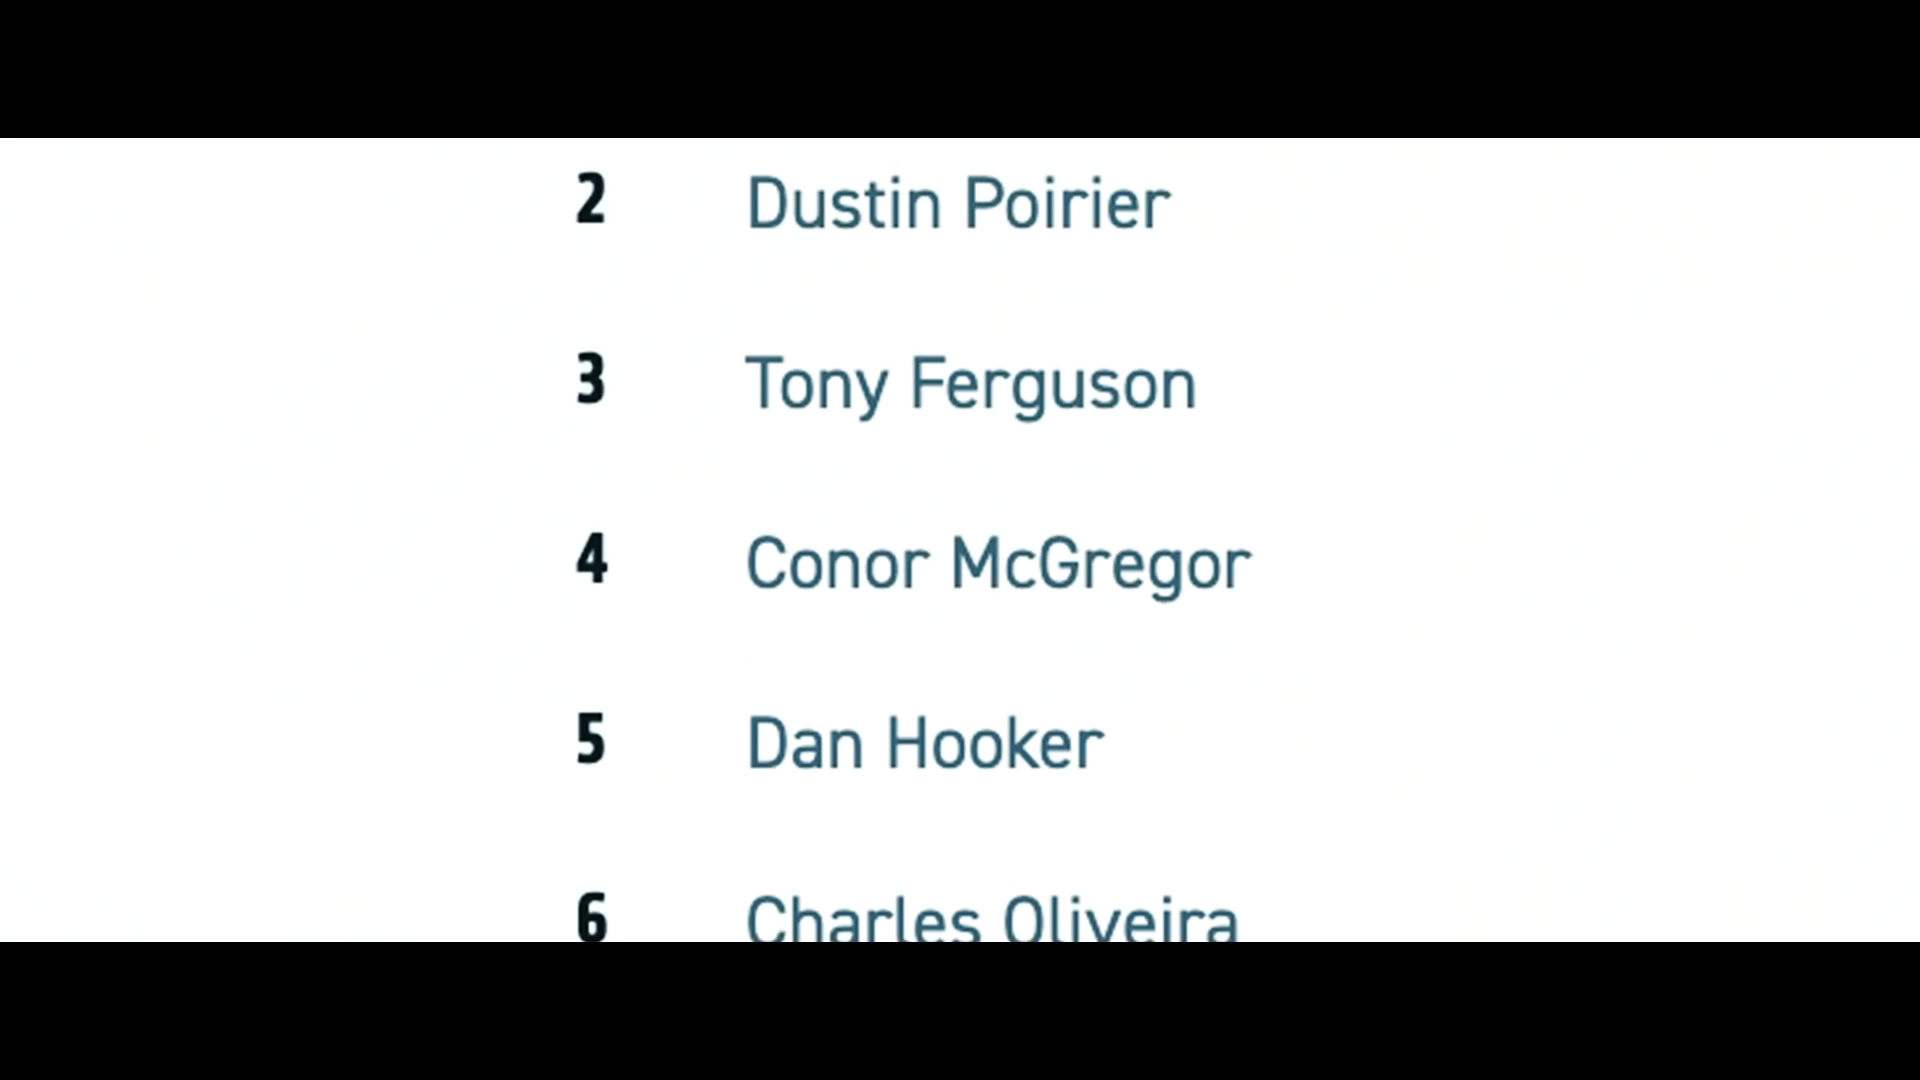 2 Dustin Poirier
3 Tony Ferguson
4 Conor McGregor
5 Dan Hooker
6 Charles Oliveira